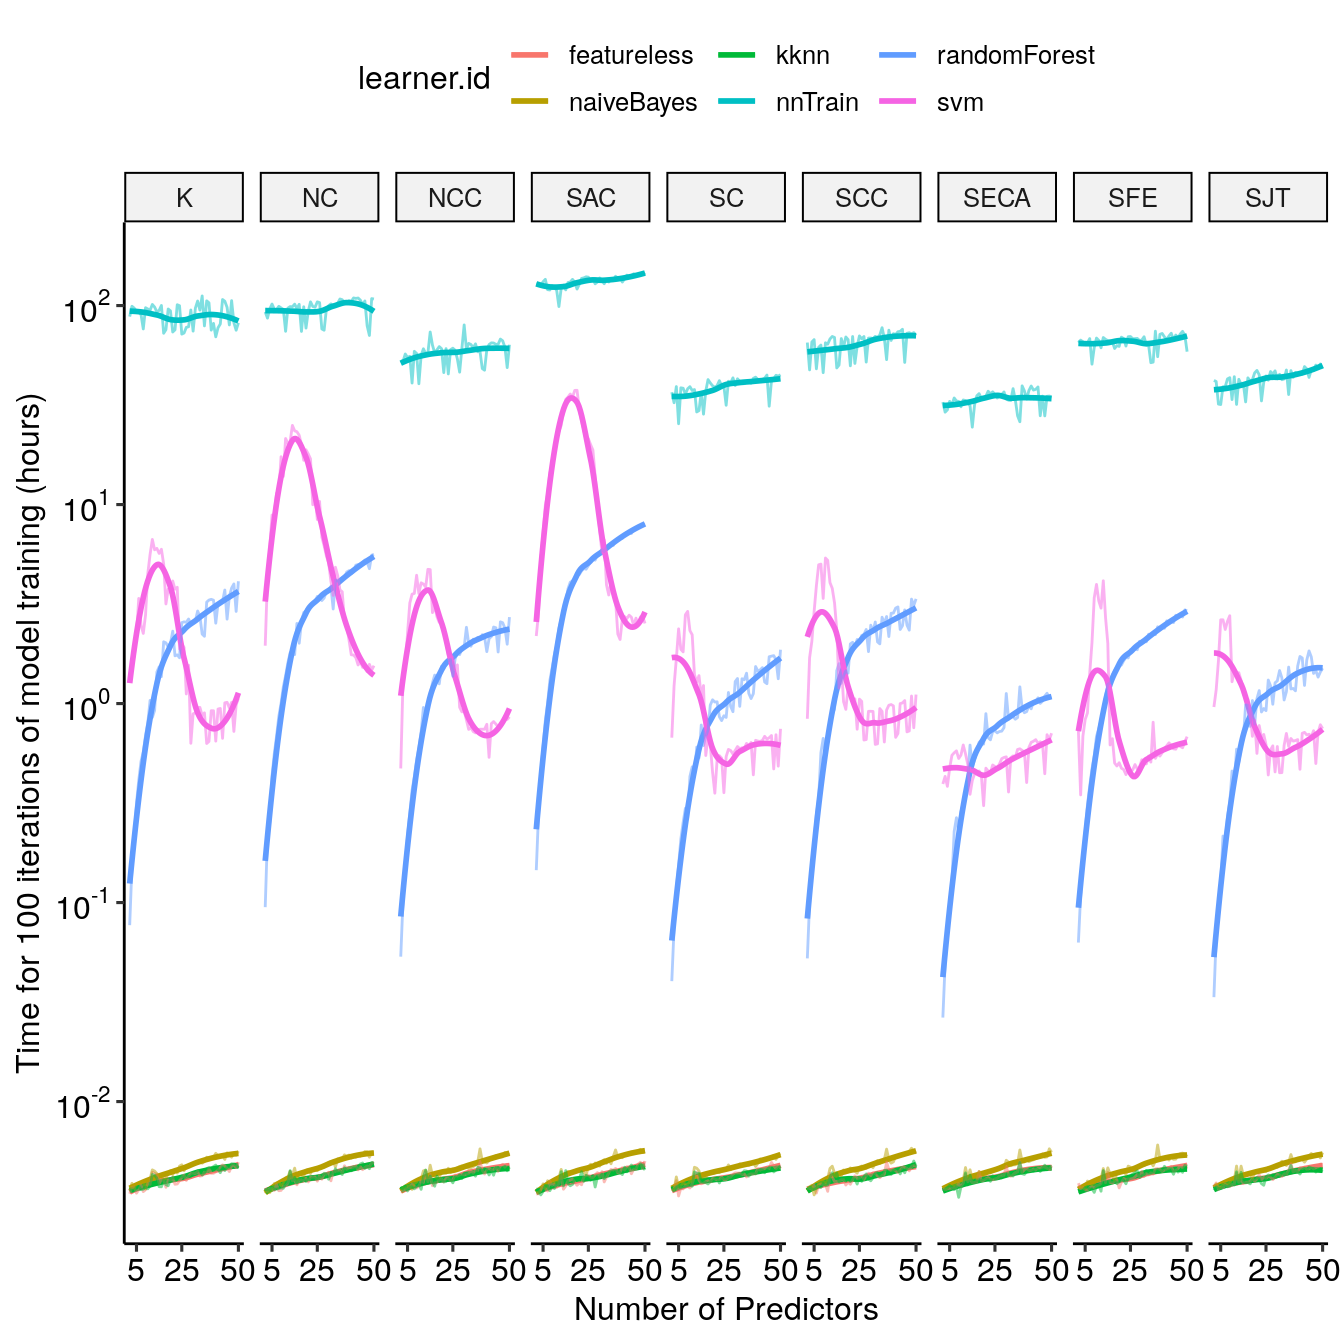 learner.id
featureless kknn randomForest
naiveBayes nnTrain svm
K NC NCC SAC SC SCC SECA SFE SJT
Time for 100 iterations of model training (hours)
10^2
10^1
10^0
10^-1
10^-2
5 25 50 5 25 50 5 25 50 5 25 50 5 25 50 5 25 50 5 25 50 5 25 50 5 25 50
Number of Predictors